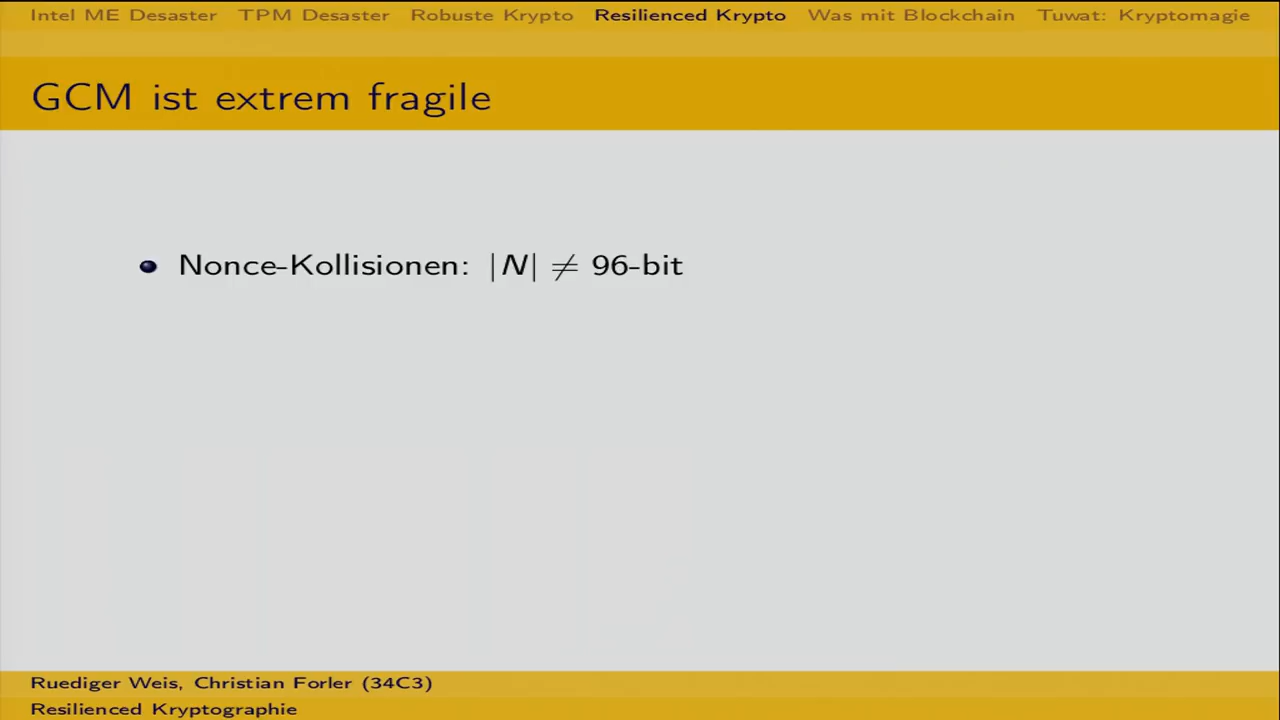 Intel ME Desaster TPM Desaster Robuste Krypto Resilienced Krypto Was mit Blockchain Tuwat: Kryptomagie
GCM ist extrem fragile
Nonce-Kollisionen: |N| ≠ 96-bit
Ruediger Weis, Christian Forler (34C3)
Resilienced Kryptographie